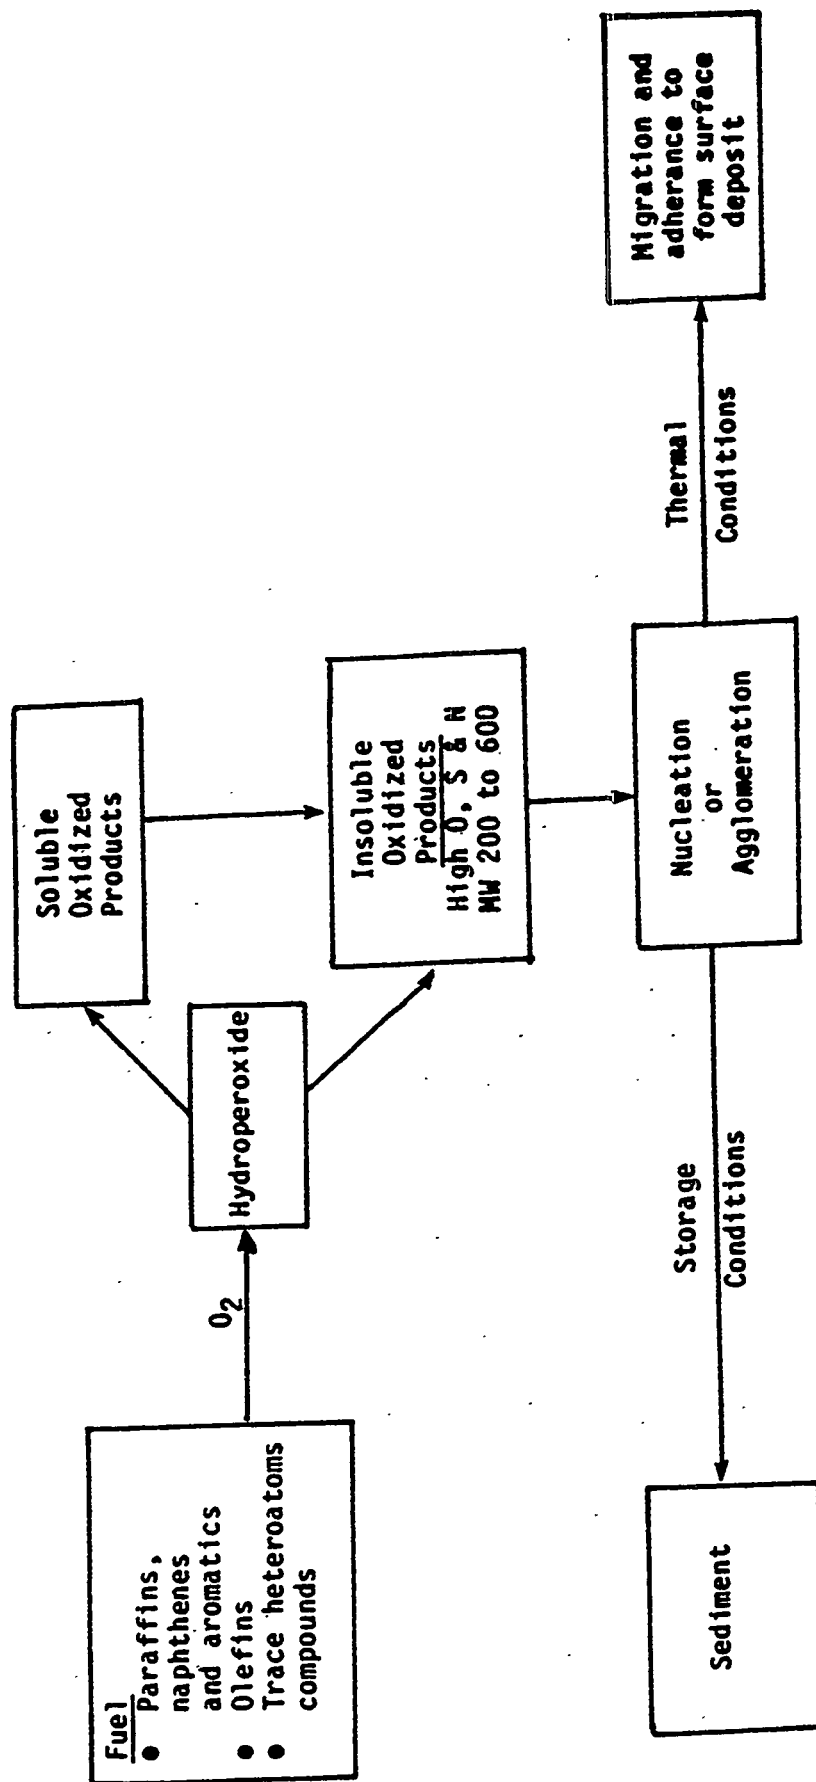 Fuel
● Paraffins,
naphthenes
and aromatics
● Olefins
● Trace heteroatoms
compounds
O2
Hydroperoxide
Soluble
Oxidized
Products
Insoluble
Oxidized
Products
High O, S & N
MW 200 to 600
Nucleation
or
Agglomeration
Storage
Conditions
Sediment
Thermal
Conditions
Migration and
adherance to
form surface
deposit